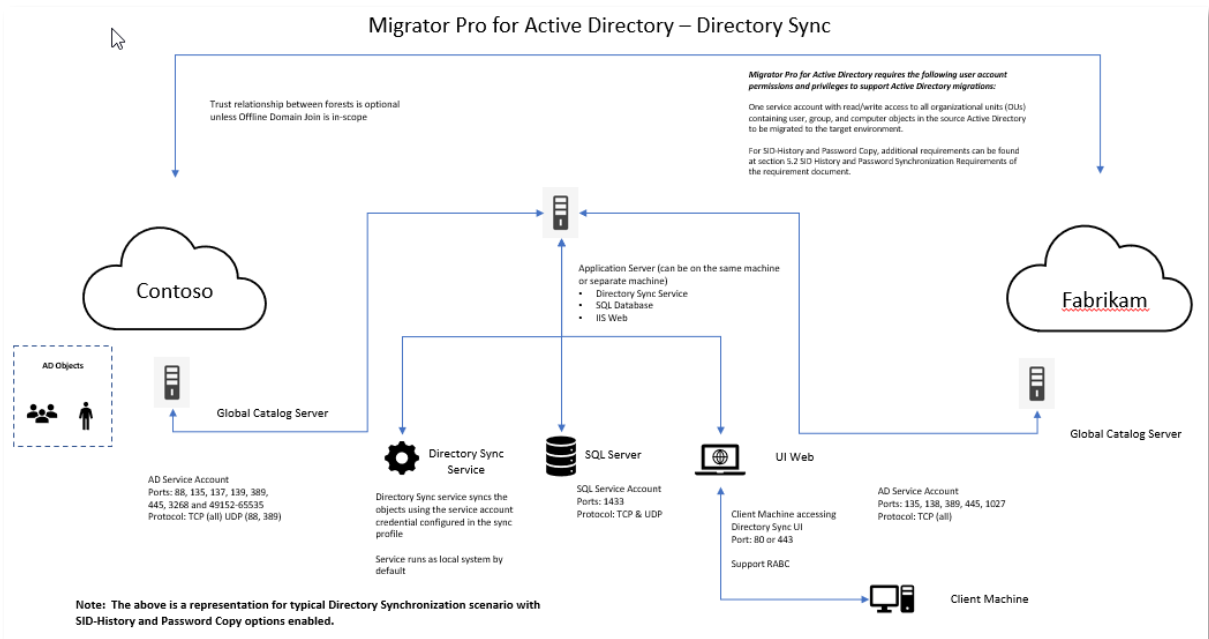 Migrator Pro for Active Directory – Directory Sync
Trust relationship between forests is optional
unless Offline Domain Join is in-scope
Migrator Pro for Active Directory requires the following user account
permissions and privileges to support Active Directory migrations:
One service account with read/write access to all organizational units (OUs)
containing user, group, and computer objects in the source Active Directory
to be migrated to the target environment.
For SID-History and Password Copy, additional requirements can be found
at section 5.2 SID History and Password Synchronization Requirements of
the requirement document.
Contoso
Fabrikam
Application Server (can be on the same machine
or separate machine)
• Directory Sync Service
• SQL Database
• IIS Web
AD Objects
Global Catalog Server
Global Catalog Server
AD Service Account
Ports: 88, 135, 137, 139, 389,
445, 3268 and 49152-65535
Protocol: TCP (all) UDP (88, 389)
Directory Sync
Service
Directory Sync service syncs the
objects using the service account
credential configured in the sync
profile
Service runs as local system by
default
SQL Server
SQL Service Account
Ports: 1433
Protocol: TCP & UDP
UI Web
Client Machine accessing
Directory Sync UI
Port: 80 or 443
Support RABC
AD Service Account
Ports: 135, 138, 389, 445, 1027
Protocol: TCP (all)
Client Machine
Note: The above is a representation for typical Directory Synchronization scenario with
SID-History and Password Copy options enabled.